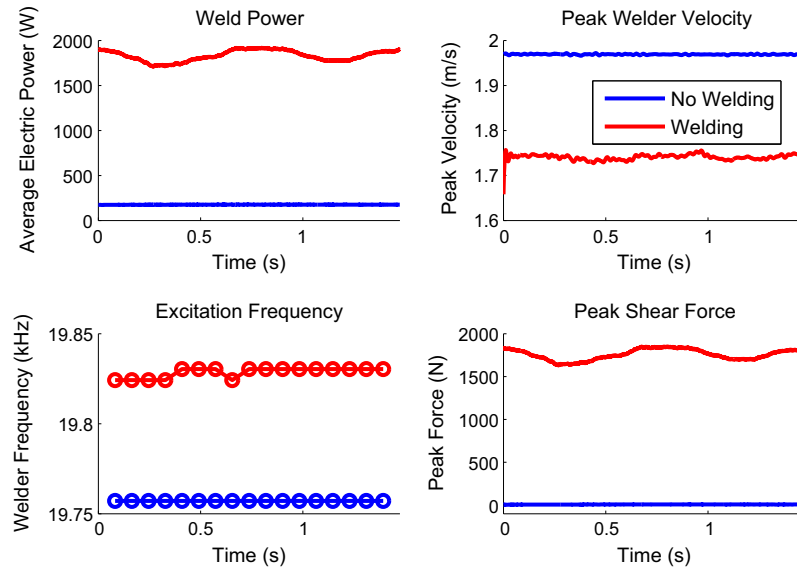 Weld Power
Average Electric Power (W)
2000
1500
1000
500
0
0
0.5
1
Time (s)
Peak Welder Velocity
Peak Velocity (m/s)
2
1.9
1.8
1.7
1.6
0
0.5
1
Time (s)
No Welding
Welding
Excitation Frequency
Welder Frequency (kHz)
19.85
19.8
19.75
0
0.5
1
Time (s)
Peak Shear Force
Peak Force (N)
2000
1500
1000
500
0
0
0.5
1
Time (s)